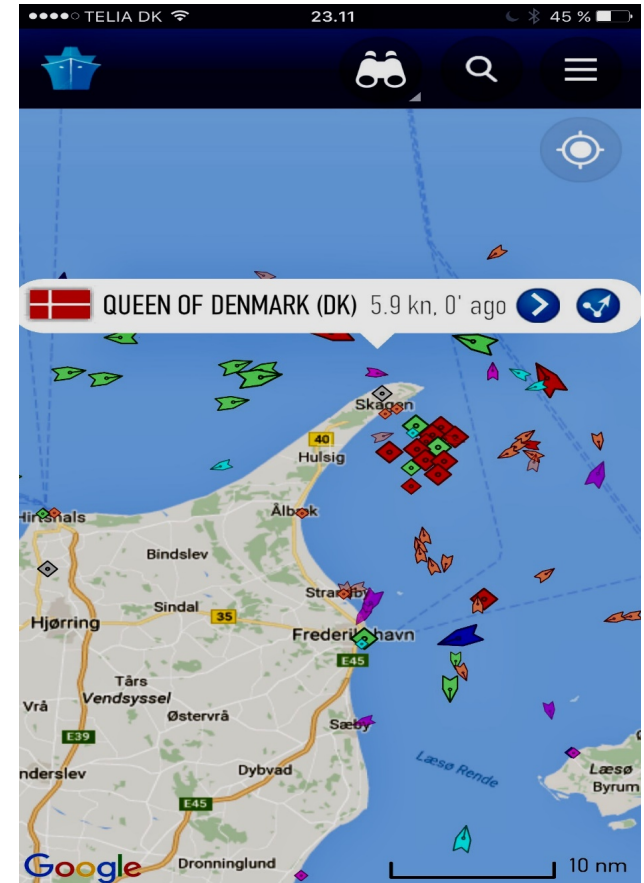 TELIA DK 23.11 45 %
QUEEN OF DENMARK (DK) 5.9 kn, 0' ago
Skagen
40
Hulsig
Hirtshals
Ålbæk
Bindslev
Strandby
Sindal
35
Hjørring
Frederikshavn
E45
Tårs
Vendsyssel
Vrå
Østervrå
Sæby
E39
Læsø Rende
nderslev
Dybvad
Læsø
Byrum
E45
Google
Dronninglund
10 nm